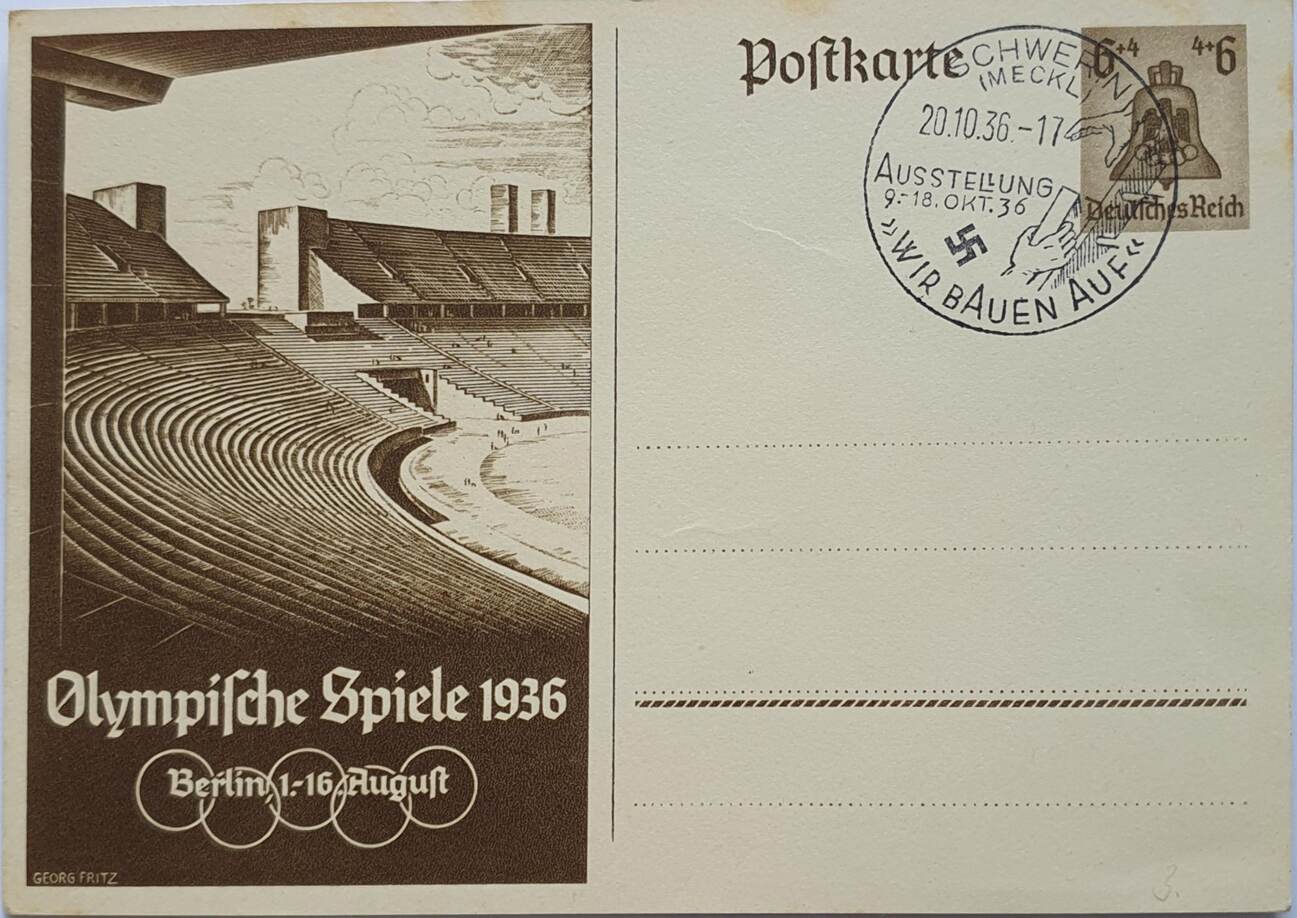 Olympische Spiele 1936
Berlin, 1.-16. August
GEORG FRITZ
Postkarte
6+4 4+6
Deutsches Reich
SCHWERIN
(MECKL)
20.10.36.-17
AUSSTELLUNG
9.-18. OKT. 36
»WIR BAUEN AUF«
3.